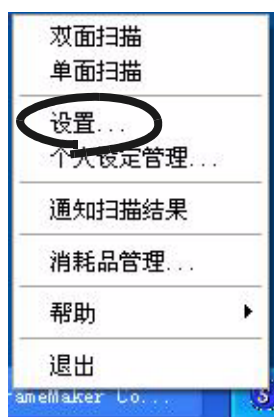 双面扫描
单面扫描
设置...
个人设定管理...
通知扫描结果
消耗品管理...
帮助
退出
ameMaker Co...
S